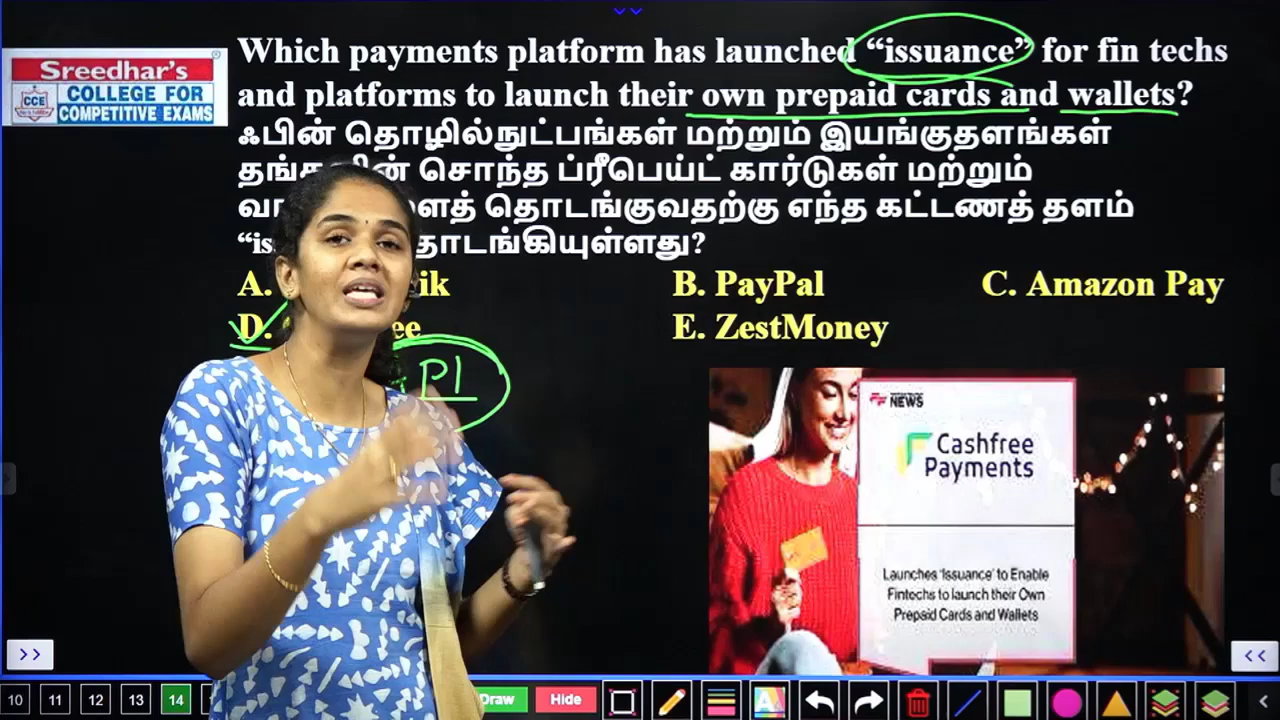 Sreedhar's
CCE
COLLEGE FOR
COMPETITIVE EXAMS
Which payments platform has launched “issuance” for fin techs
and platforms to launch their own prepaid cards and wallets?
ஃபின் தொழில்நுட்பங்கள் மற்றும் இயங்குதளங்கள்
சொந்த ப்ரீபெய்ட் கார்டுகள் மற்றும்
தொடங்குவதற்கு எந்த கட்டணத் தளம்
A. B. PayPal C. Amazon Pay
D. E. ZestMoney
P1
NEWS
Cashfree
Payments
Launches 'Issuance' to Enable
Fintechs to launch their Own
Prepaid Cards and Wallets
>> <<
10 11 12 13 14 Draw Hide